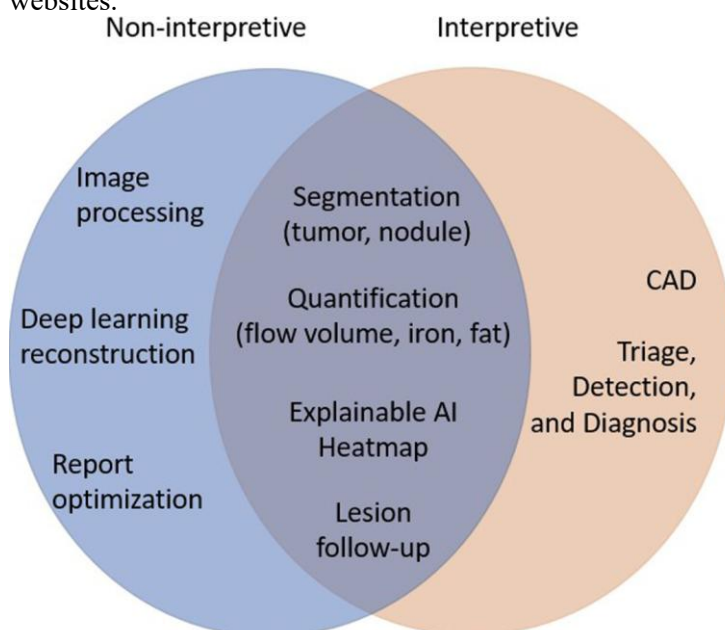 websites.
Non-interpretive
Interpretive
Image
processing
Deep learning
reconstruction
Report
optimization
Segmentation
(tumor, nodule)
Quantification
(flow volume, iron, fat)
Explainable AI
Heatmap
Lesion
follow-up
CAD
Triage,
Detection,
and Diagnosis